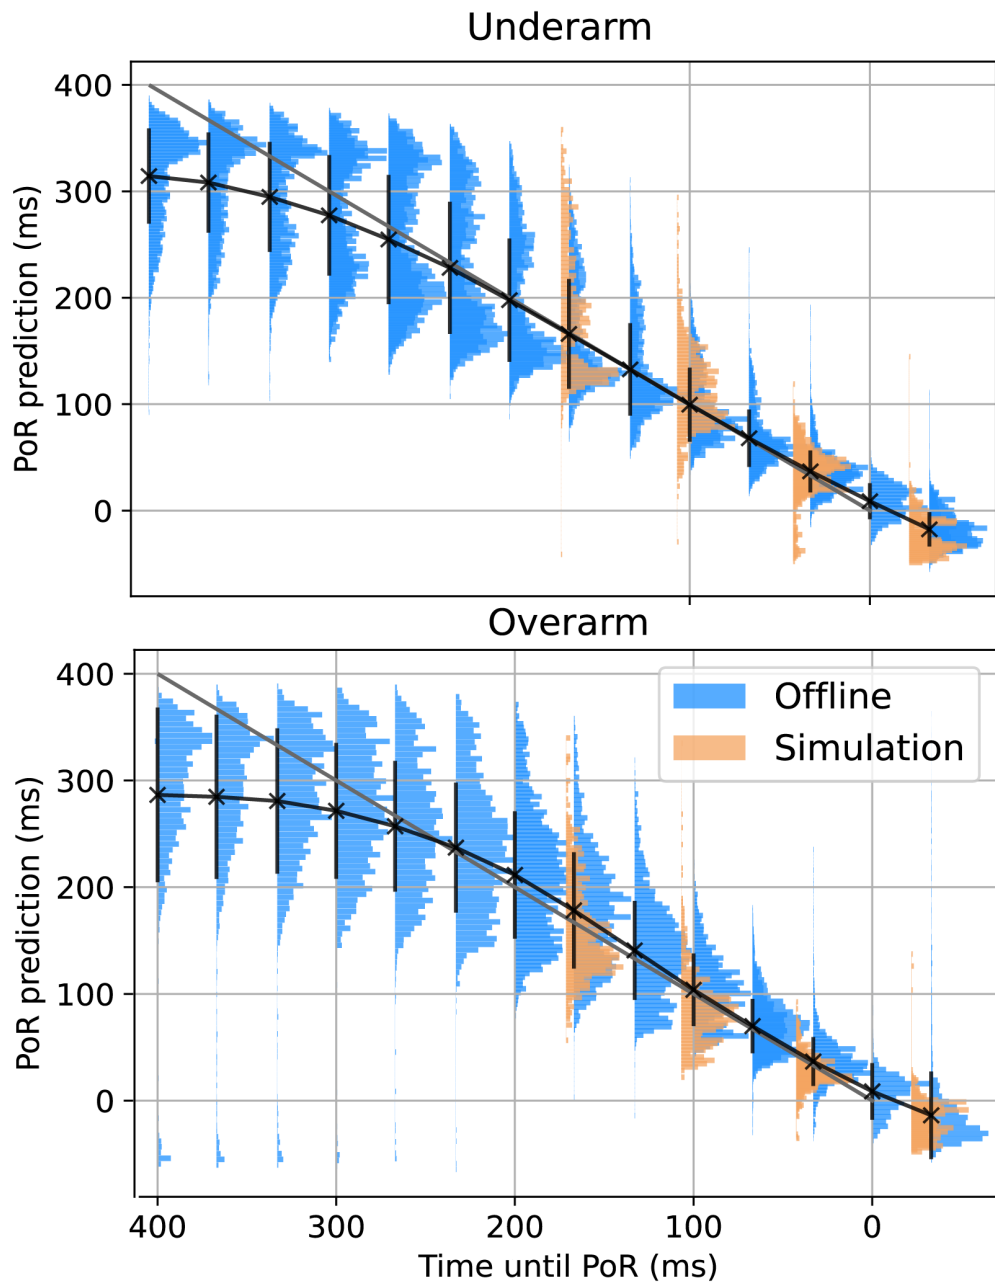 Underarm
400
300
200
100
0
PoR prediction (ms)
Overarm
400
300
200
100
0
PoR prediction (ms)
Offline
Simulation
400 300 200 100 0
Time until PoR (ms)